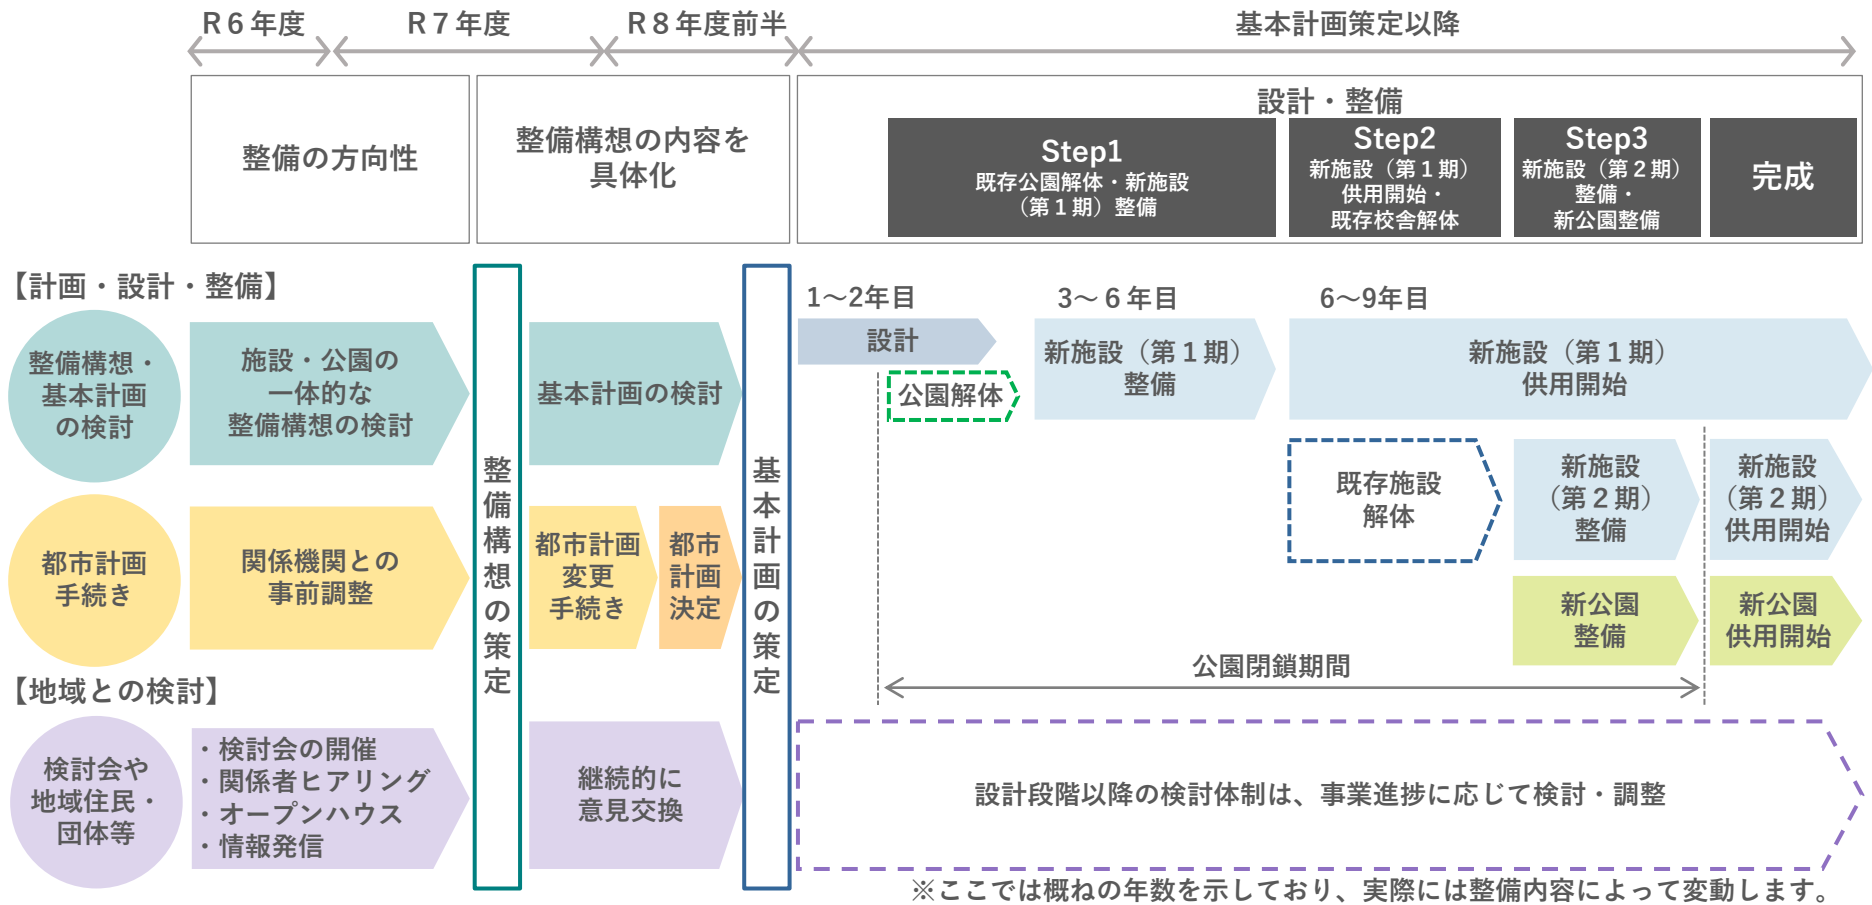 R６年度
R７年度
R８年度前半
基本計画策定以降
整備の方向性
整備構想の内容を
具体化
設計・整備
Step1
既存公園解体・新施設
（第１期）整備
Step2
新施設（第１期）
供用開始・
既存校舎解体
Step3
新施設（第２期）
整備・
新公園整備
完成
【計画・設計・整備】
整備構想・
基本計画
の検討
施設・公園の
一体的な
整備構想の検討
整備構想の策定
基本計画の検討
基本計画の策定
1～2年目
設計
公園解体
3～６年目
新施設（第１期）
整備
6～9年目
新施設（第１期）
供用開始
既存施設
解体
新施設
（第２期）
整備
新施設
（第２期）
供用開始
都市計画
手続き
関係機関との
事前調整
都市計画
変更
手続き
都市
計画
決定
新公園
整備
新公園
供用開始
公園閉鎖期間
【地域との検討】
検討会や
地域住民・
団体等
・検討会の開催
・関係者ヒアリング
・オープンハウス
・情報発信
継続的に
意見交換
設計段階以降の検討体制は、事業進捗に応じて検討・調整
※ここでは概ねの年数を示しており、実際には整備内容によって変動します。